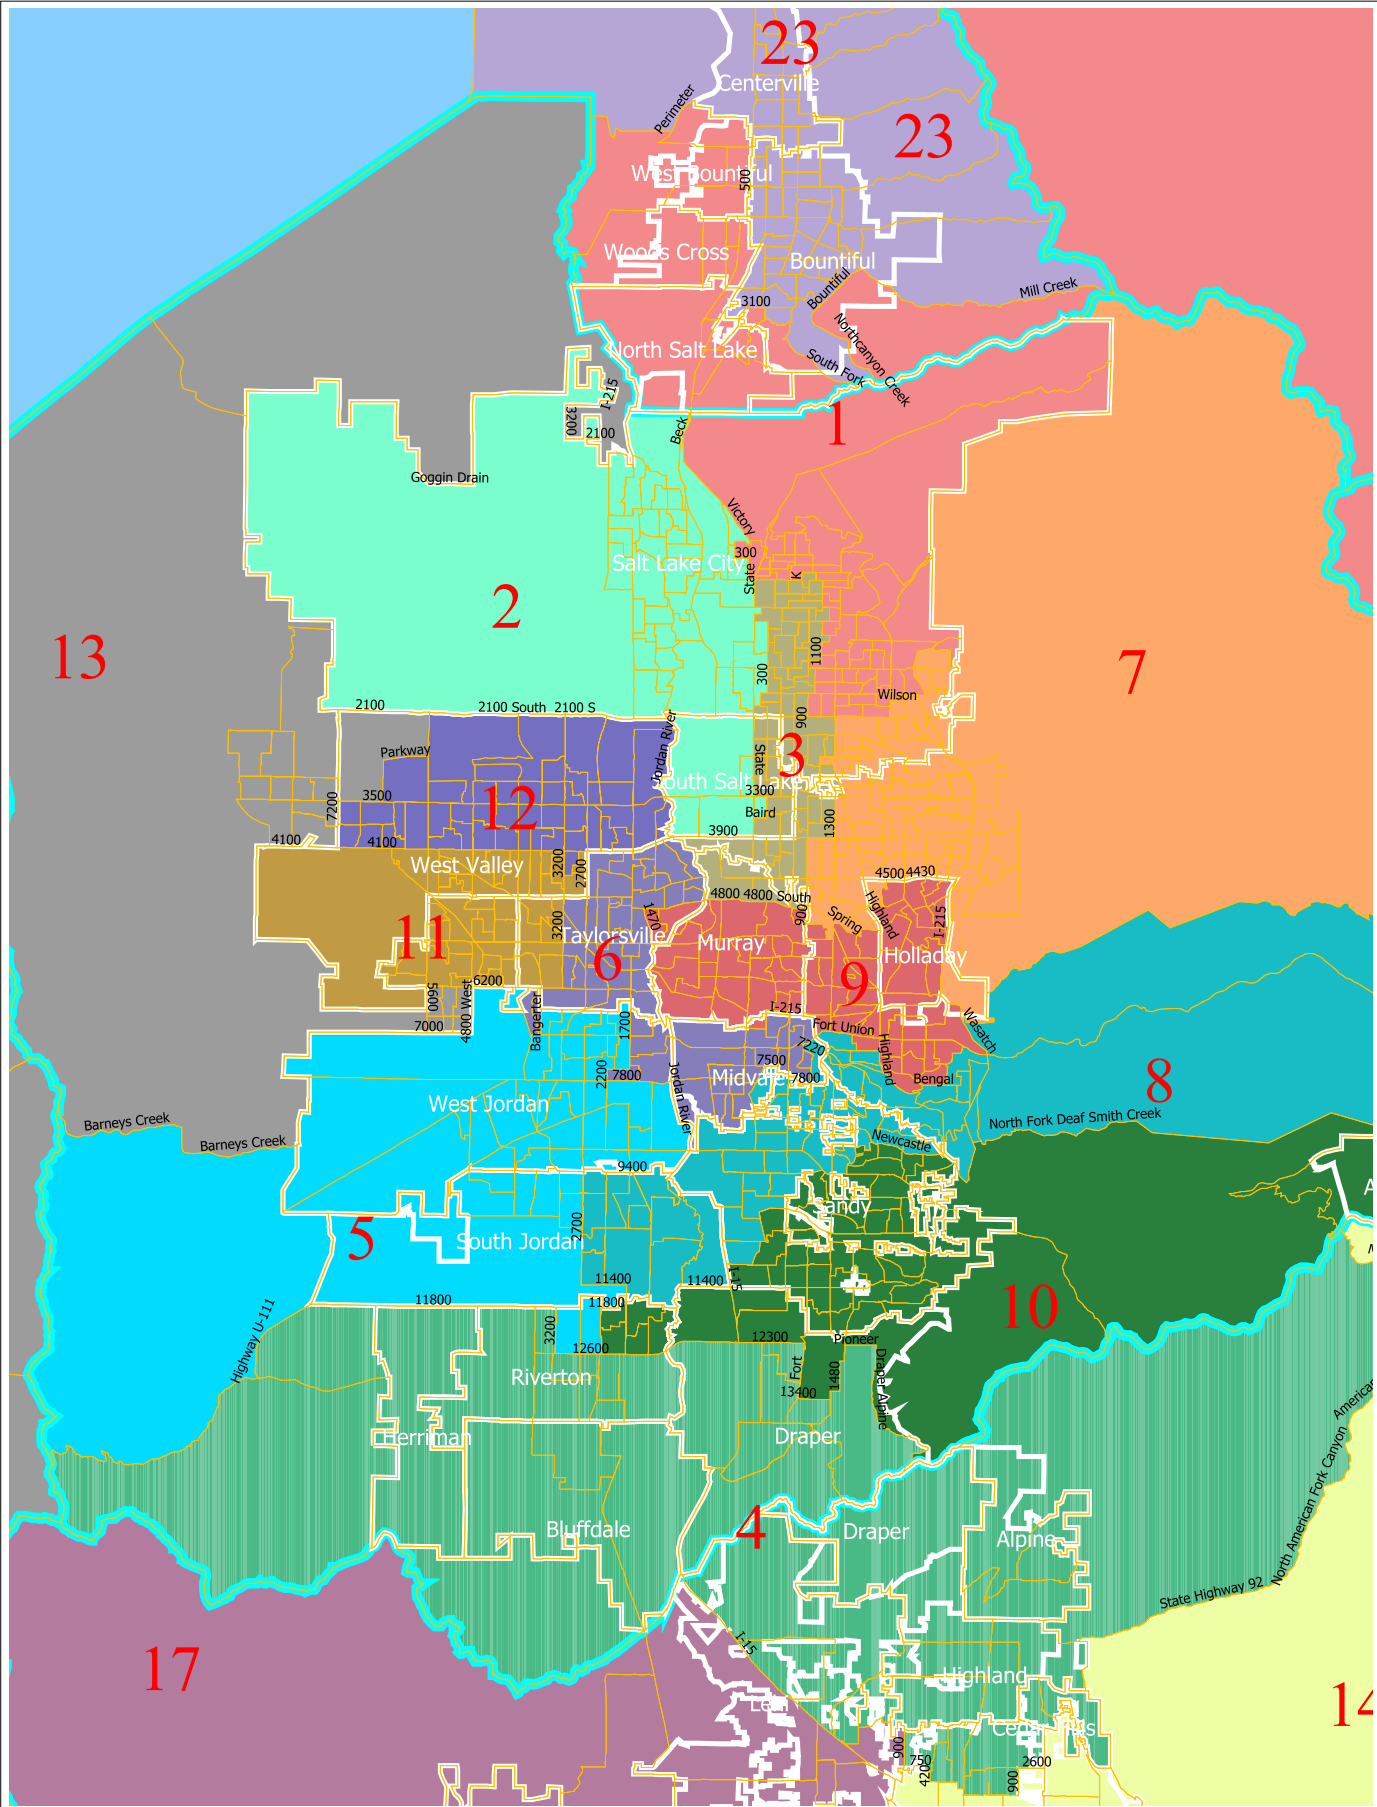 23
Centerville
Perimeter
23
West Bountiful
500
Woods Cross
Bountiful
Bountiful
Mill Creek
3100
Northcanyon Creek
North Salt Lake
South Fork
I-215
3200
2100
Beck
1
Goggin Drain
Victory
300
Salt Lake City
State
K
2
13
1100
7
300
Wilson
2100
2100 South
2100 S
900
Jordan River
Parkway
State
3
South Salt Lake
3300
3500
12
7200
Baird
1300
3900
4100
4100
West Valley
3200
2700
4500
4430
4800
4800 South
Highland
1470
900
Spring
I-215
3200
Taylorsville
Murray
11
6
Holladay
9
6200
5600
4800 West
I-215
Wasatch
7000
Bangerter
1700
Fort Union
7220
Highland
7500
2200
7800
Midvale
7800
Bengal
8
Jordan River
West Jordan
Barneys Creek
North Fork Deaf Smith Creek
Barneys Creek
Newcastle
9400
Sandy
2700
5
South Jordan
11400
11400
I-15
10
11800
11800
Highway U-111
3200
12300
Pioneer
12600
Riverton
Fort
1480
Draper Alpine
13400
American
Herriman
Draper
North American Fork Canyon
4
Bluffdale
Draper
Alpine
State Highway 92
I-15
17
Highland
14
Lehi
Cedar Hills
900
750
4200
2600
900